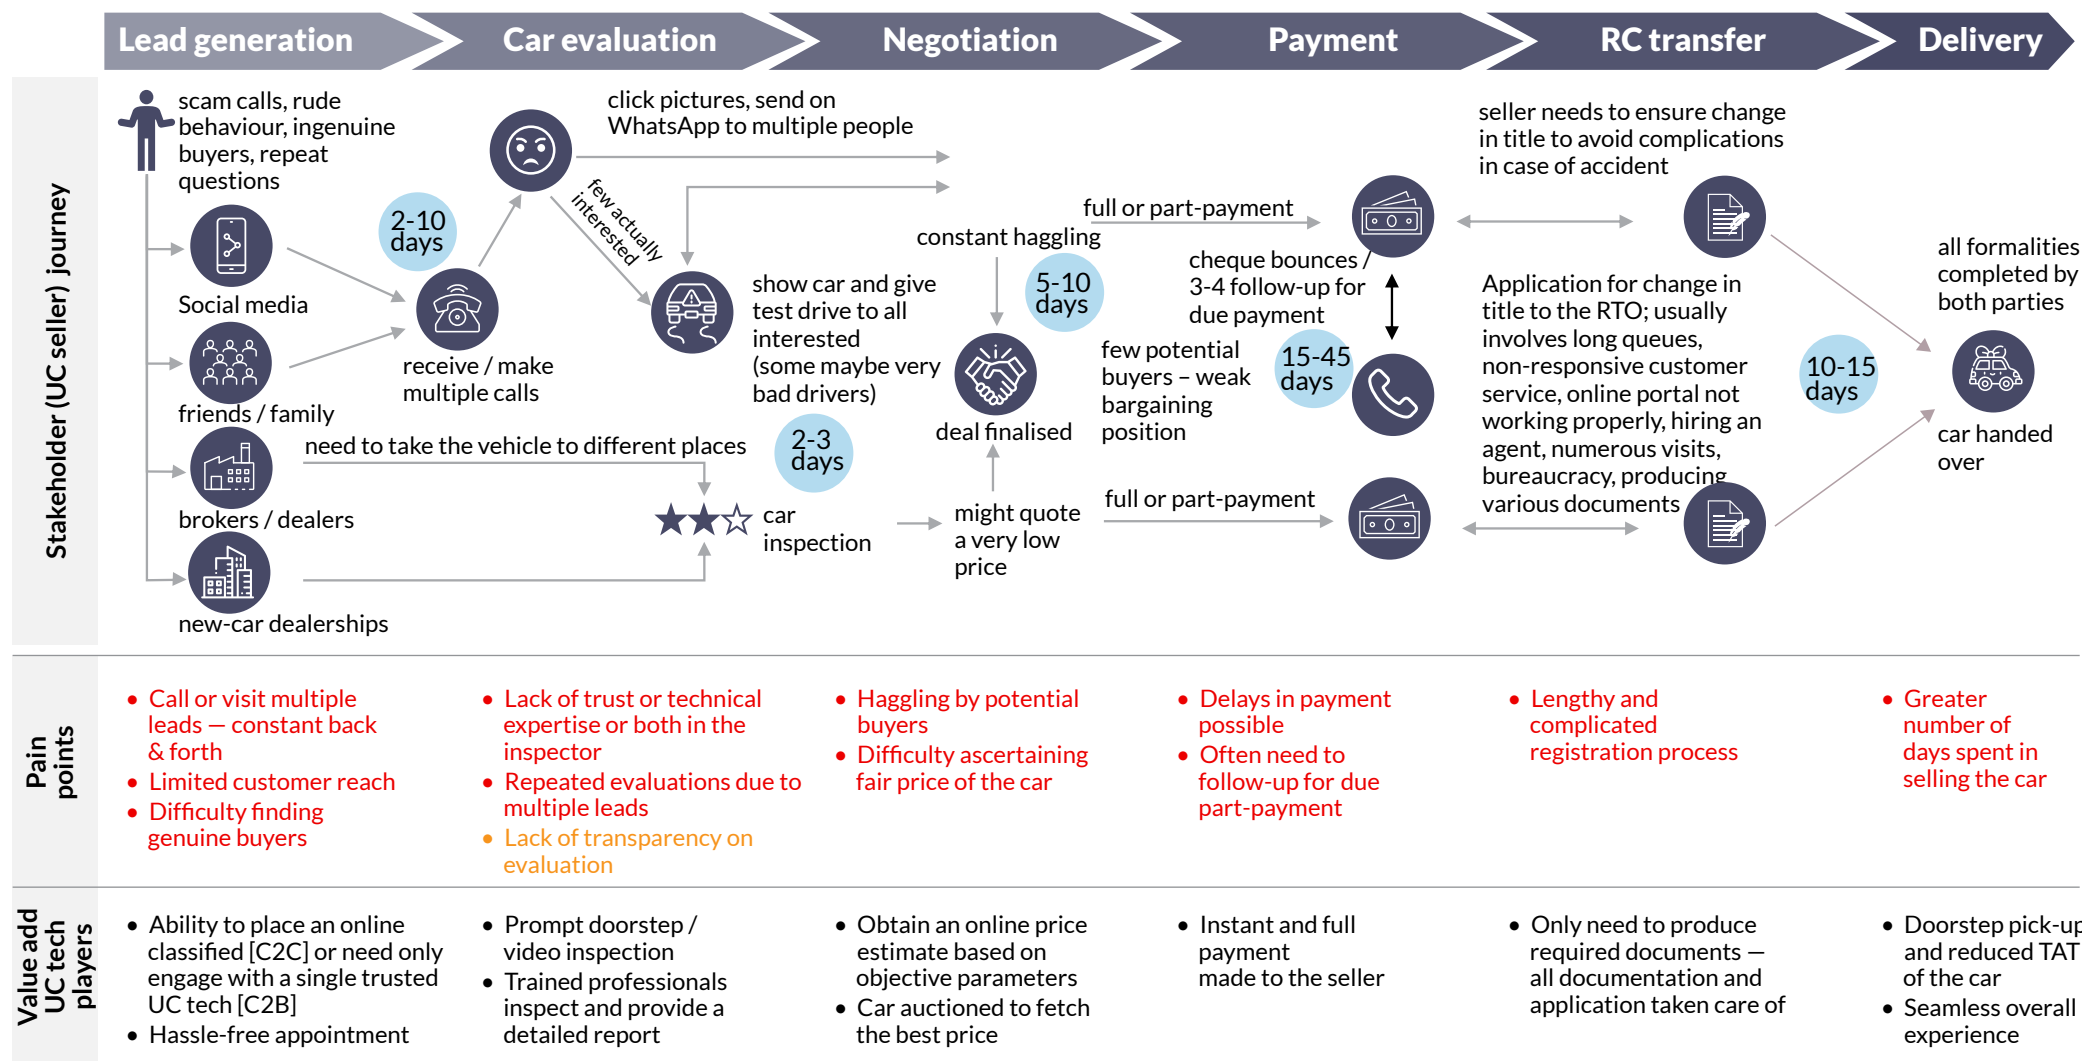 Lead generation
Car evaluation
Negotiation
Payment
RC transfer
Delivery
Stakeholder (UC seller) journey
scam calls, rude
behaviour, ingenuine
buyers, repeat
questions
Social media
friends / family
brokers / dealers
new-car dealerships
2-10
days
receive / make
multiple calls
click pictures, send on
WhatsApp to multiple people
few actually
interested
show car and give
test drive to all
interested
(some maybe very
bad drivers)
need to take the vehicle to different places
2-3
days
car
inspection
constant haggling
5-10
days
deal finalised
might quote
a very low
price
full or part-payment
cheque bounces /
3-4 follow-up for
due payment
few potential
buyers – weak
bargaining
position
15-45
days
full or part-payment
seller needs to ensure change
in title to avoid complications
in case of accident
Application for change in
title to the RTO; usually
involves long queues,
non-responsive customer
service, online portal not
working properly, hiring an
agent, numerous visits,
bureaucracy, producing
various documents
10-15
days
all formalities
completed by
both parties
car handed
over
Pain
points
• Call or visit multiple
leads — constant back
& forth
• Limited customer reach
• Difficulty finding
genuine buyers
• Lack of trust or technical
expertise or both in the
inspector
• Repeated evaluations due to
multiple leads
• Lack of transparency on
evaluation
• Haggling by potential
buyers
• Difficulty ascertaining
fair price of the car
• Delays in payment
possible
• Often need to
follow-up for due
part-payment
• Lengthy and
complicated
registration process
• Greater
number of
days spent in
selling the car
Value add
UC tech
players
• Ability to place an online
classified [C2C] or need only
engage with a single trusted
UC tech [C2B]
• Hassle-free appointment
• Prompt doorstep /
video inspection
• Trained professionals
inspect and provide a
detailed report
• Obtain an online price
estimate based on
objective parameters
• Car auctioned to fetch
the best price
• Instant and full
payment
made to the seller
• Only need to produce
required documents —
all documentation and
application taken care of
• Doorstep pick-up
and reduced TAT
of the car
• Seamless overall
experience